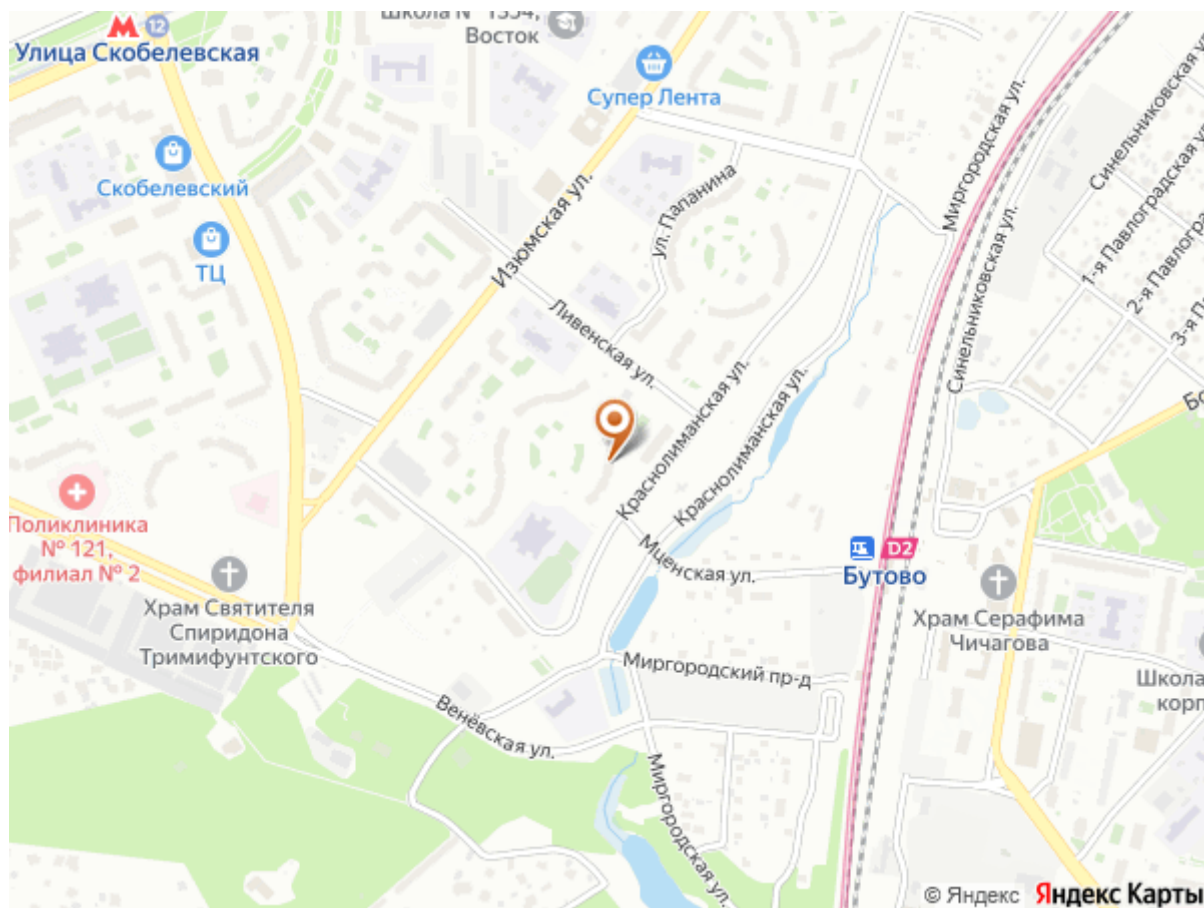 Школа № 1354,
Восток
12
Улица Скобелевская
Супер Лента
Скобелевский
ТЦ
Изюмская ул.
ул. Папанина
Ливенская ул.
Миргородская ул.
Синельниковская ул.
Синельниковская ул.
1-я Павлоградская у
2-я Павлогра
3-я П
Бо
Краснолиманская ул.
Краснолиманская ул.
Поликлиника
№ 121,
филиал № 2
Храм Святителя
Спиридона
Тримифунтского
Мценская ул.
D2
Бутово
Храм Серафима
Чичагова
Миргородский пр-д
Школа
корп
Венёвская ул.
Миргородская ул.
© Яндекс Яндекс Карты